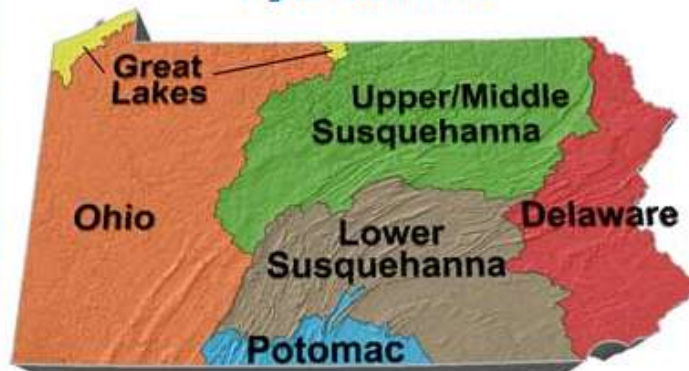 Great
Lakes
Upper/Middle
Susquehanna
Ohio
Lower
Susquehanna
Delaware
Potomac